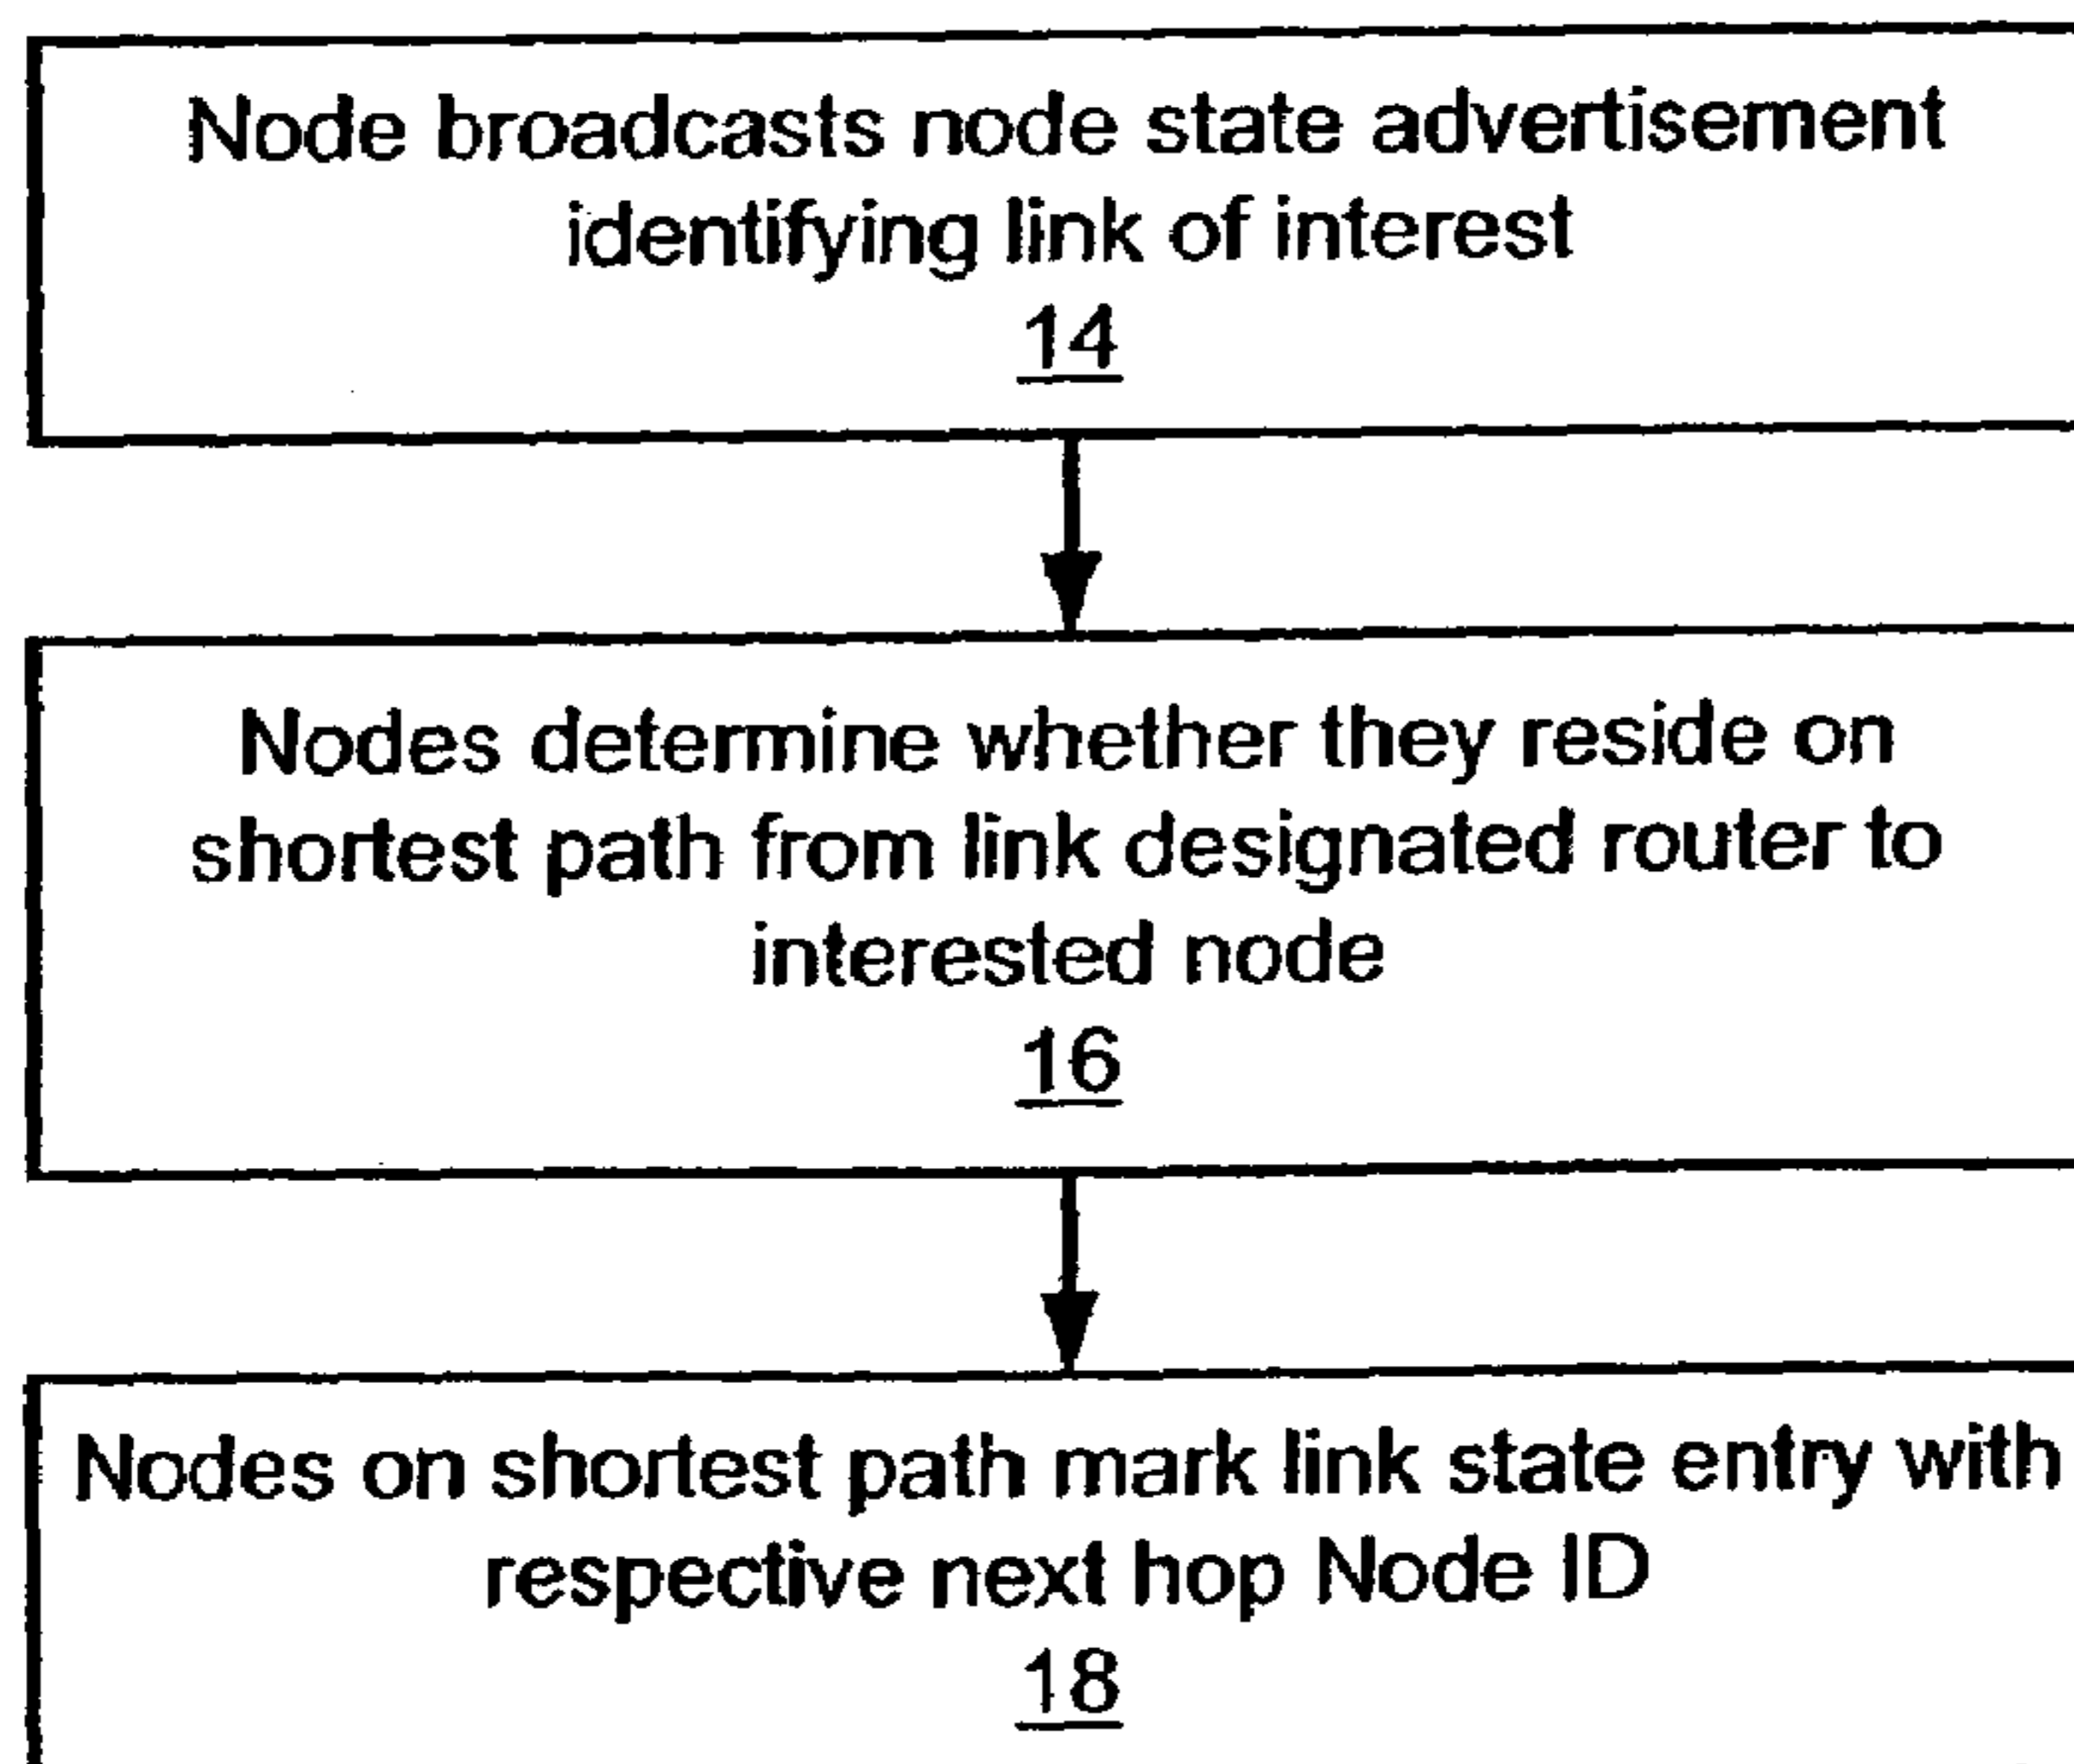 Node broadcasts node state advertisement
identifying link of interest
14
Nodes determine whether they reside on
shortest path from link designated router to
interested node
16
Nodes on shortest path mark link state entry with
respective next hop Node ID
18